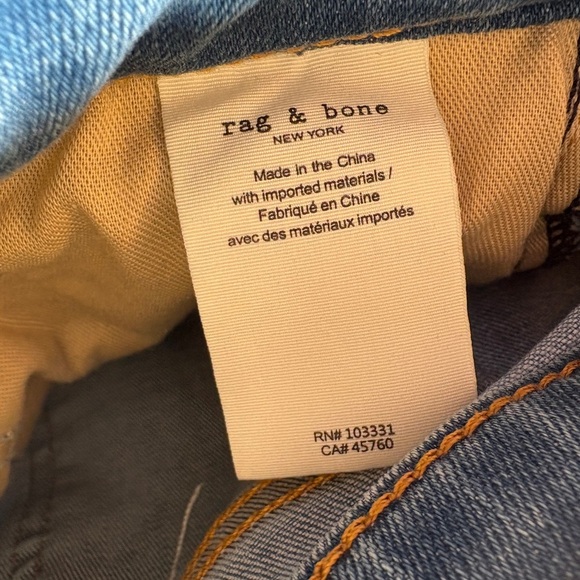 rag & bone
NEW YORK
Made in the China
with imported materials /
Fabriqué en Chine
avec des matériaux importés
RN# 103331
CA# 45760